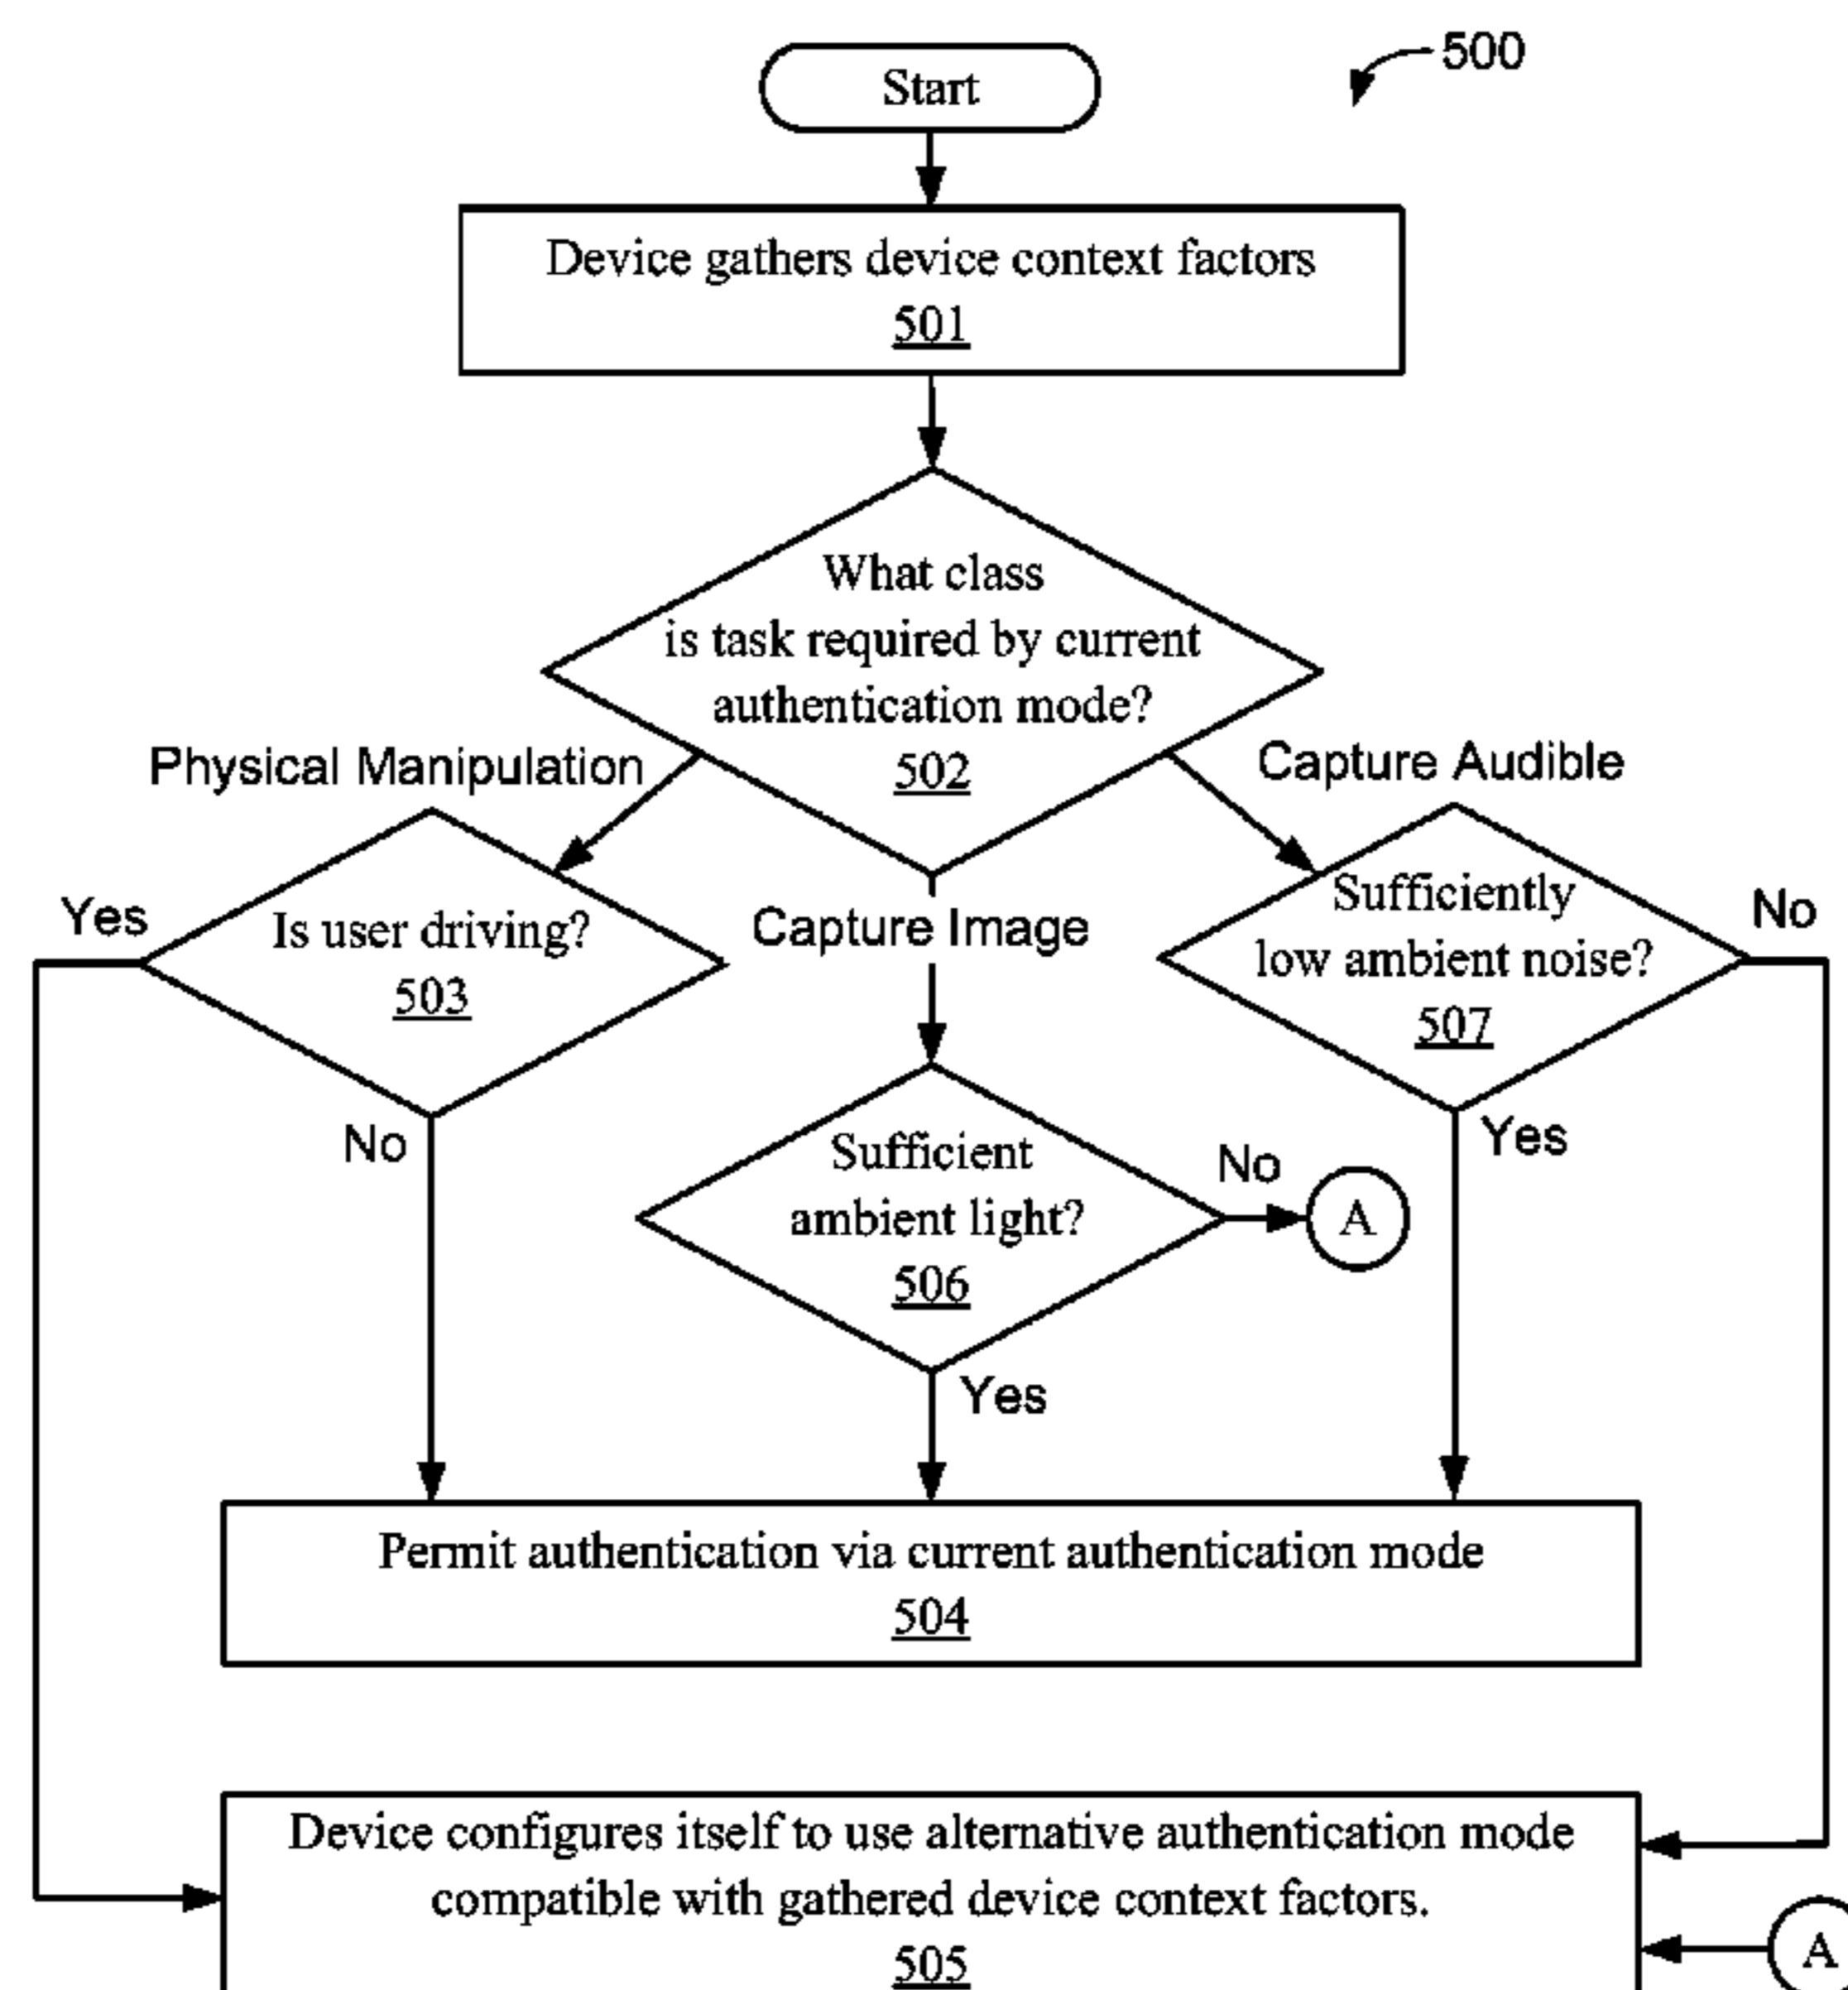 500
Start
Device gathers device context factors
501
What class
is task required by current
authentication mode?
502
Physical Manipulation
Capture Audible
Yes
Is user driving?
503
No
Capture Image
Sufficiently
low ambient noise?
507
No
Yes
Sufficient
ambient light?
506
No
A
Yes
Permit authentication via current authentication mode
504
Device configures itself to use alternative authentication mode
compatible with gathered device context factors.
505
A